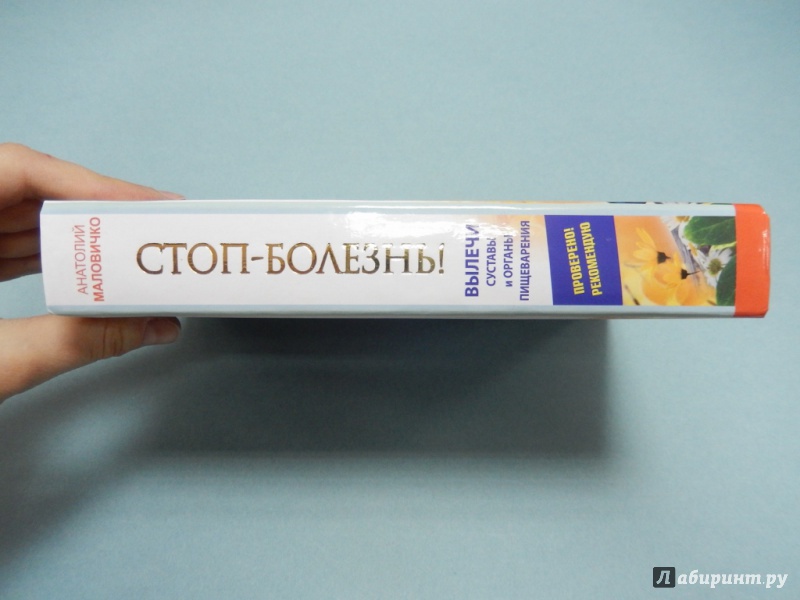 АНАТОЛИЙ
МАЛОВИЧКО
СТОП-БОЛЕЗНЬ!
ВЫЛЕЧИ
СУСТАВЫ
И ОРГАНЫ
ПИЩЕВАРЕНИЯ
ПРОВЕРЕНО!
РЕКОМЕНДУЮ
Лабиринт.ру